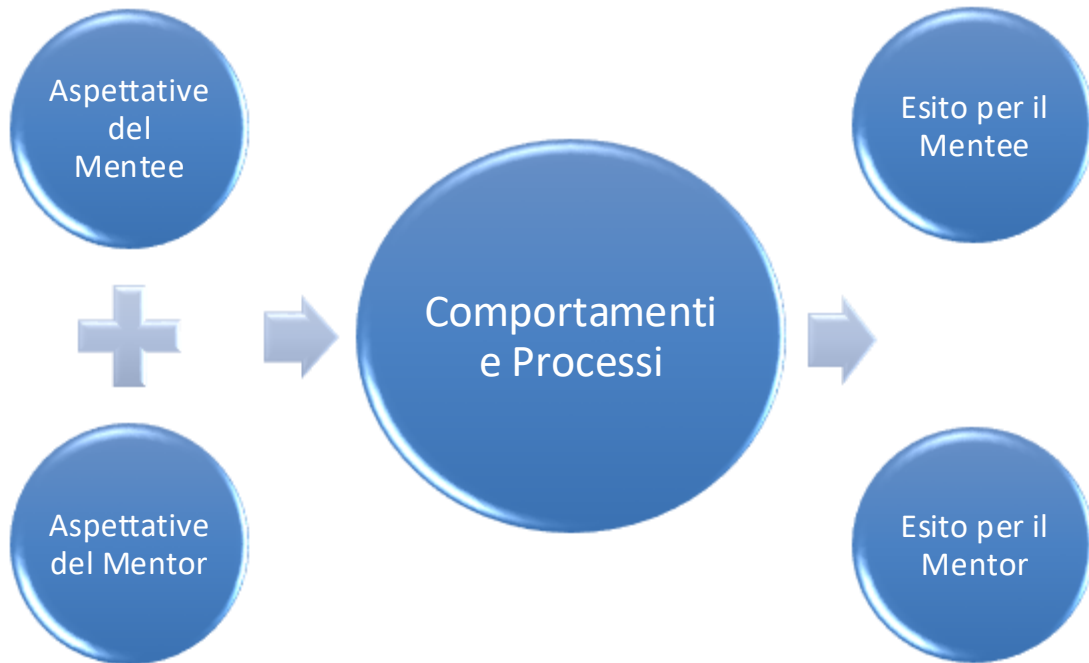 Aspettative
del
Mentee
Esito per il
Mentee
Comportamenti
e Processi
Aspettative
del Mentor
Esito per il
Mentor